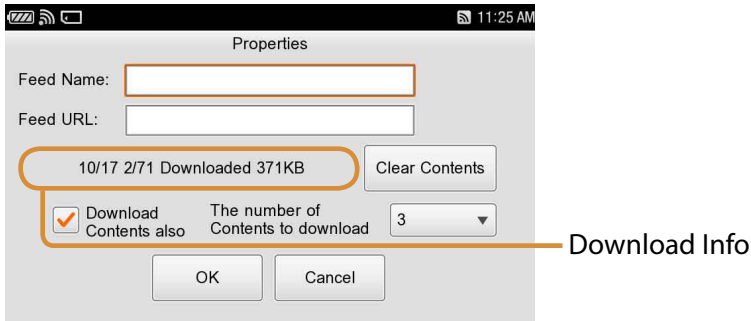 11:25 AM
Properties
Feed Name:
Feed URL:
10/17 2/71 Downloaded 371KB
Clear Contents
Download
Contents also
The number of
Contents to download
3
Download Info
OK
Cancel